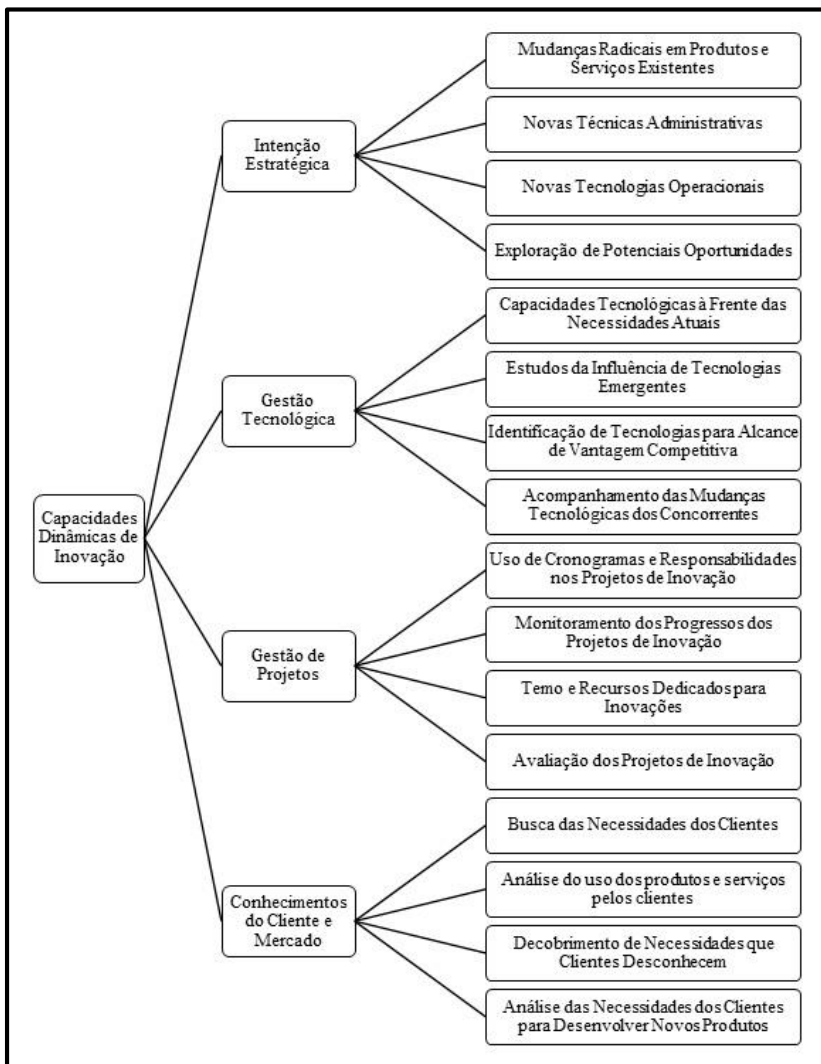 Capacidades
Dinâmicas de
Inovação
Intenção
Estratégica
Mudanças Radicais em Produtos e
Serviços Existentes
Novas Técnicas Administrativas
Novas Tecnologias Operacionais
Exploração de Potenciais Oportunidades
Gestão
Tecnológica
Capacidades Tecnológicas à Frente das
Necessidades Atuais
Estudos da Influência de Tecnologias
Emergentes
Identificação de Tecnologias para Alcance
de Vantagem Competitiva
Acompanhamento das Mudanças
Tecnológicas dos Concorrentes
Gestão de
Projetos
Uso de Cronogramas e Responsabilidades
nos Projetos de Inovação
Monitoramento dos Progressos dos
Projetos de Inovação
Temo e Recursos Dedicados para
Inovações
Avaliação dos Projetos de Inovação
Conhecimentos
do Cliente e
Mercado
Busca das Necessidades dos Clientes
Análise do uso dos produtos e serviços
pelos clientes
Decobrimento de Necessidades que
Clientes Desconhecem
Análise das Necessidades dos Clientes
para Desenvolver Novos Produtos